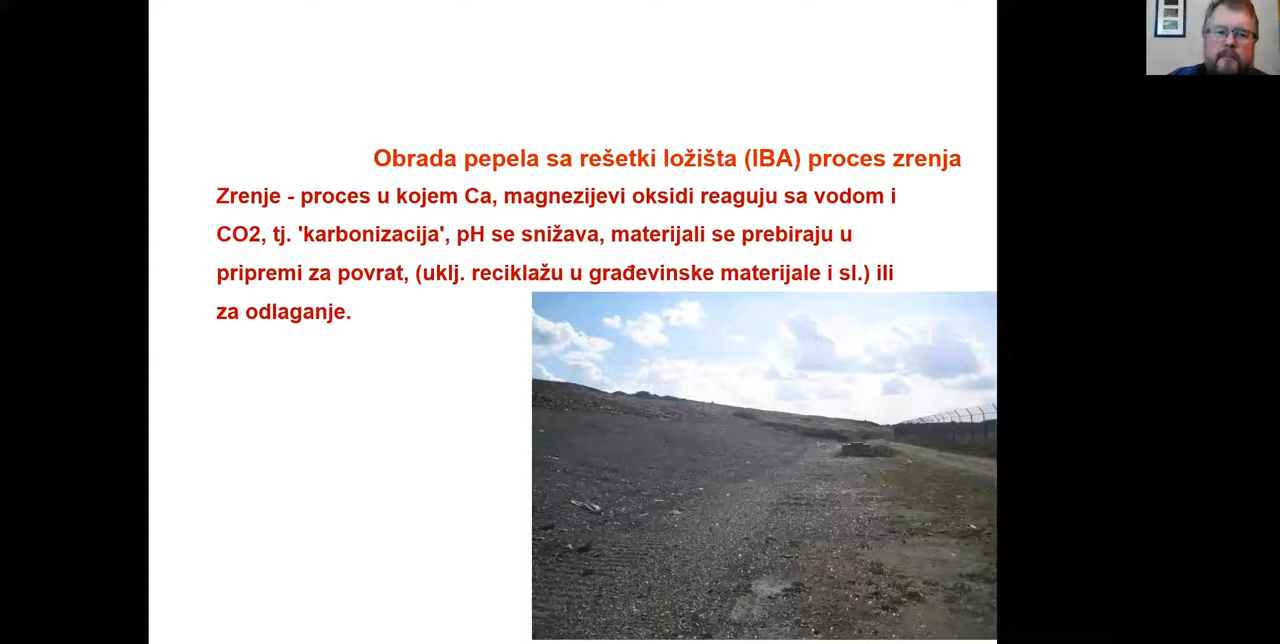 Obrada pepela sa rešetki ložišta (IBA) proces zrenja
Zrenje - proces u kojem Ca, magnezijevi oksidi reaguju sa vodom i
CO2, tj. 'karbonizacija', pH se snižava, materijali se prebiraju u
pripremi za povrat, (uklj. reciklažu u građevinske materijale i sl.) ili
za odlaganje.